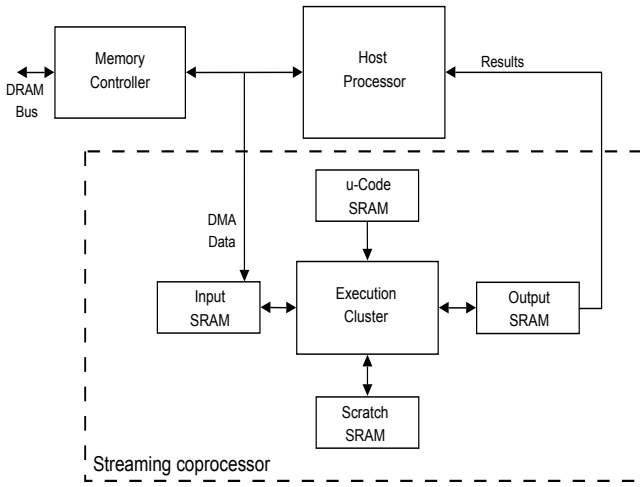 Memory
Controller
Host
Processor
Results
DRAM
Bus
u-Code
SRAM
DMA
Data
Input
SRAM
Execution
Cluster
Output
SRAM
Scratch
SRAM
Streaming coprocessor